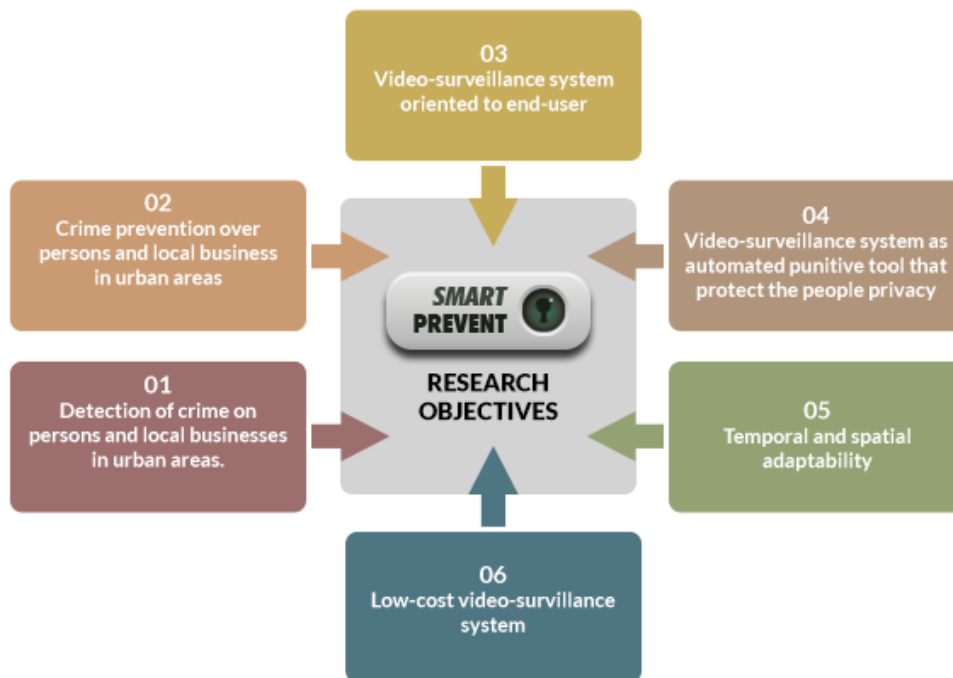 03
Video-surveillance system
oriented to end-user
02
Crime prevention over
persons and local business
in urban areas
04
Video-surveillance system as
automated punitive tool that
protect the people privacy
SMART
PREVENT
RESEARCH
OBJECTIVES
01
Detection of crime on
persons and local businesses
in urban areas.
05
Temporal and spatial
adaptability
06
Low-cost video-survillance
system